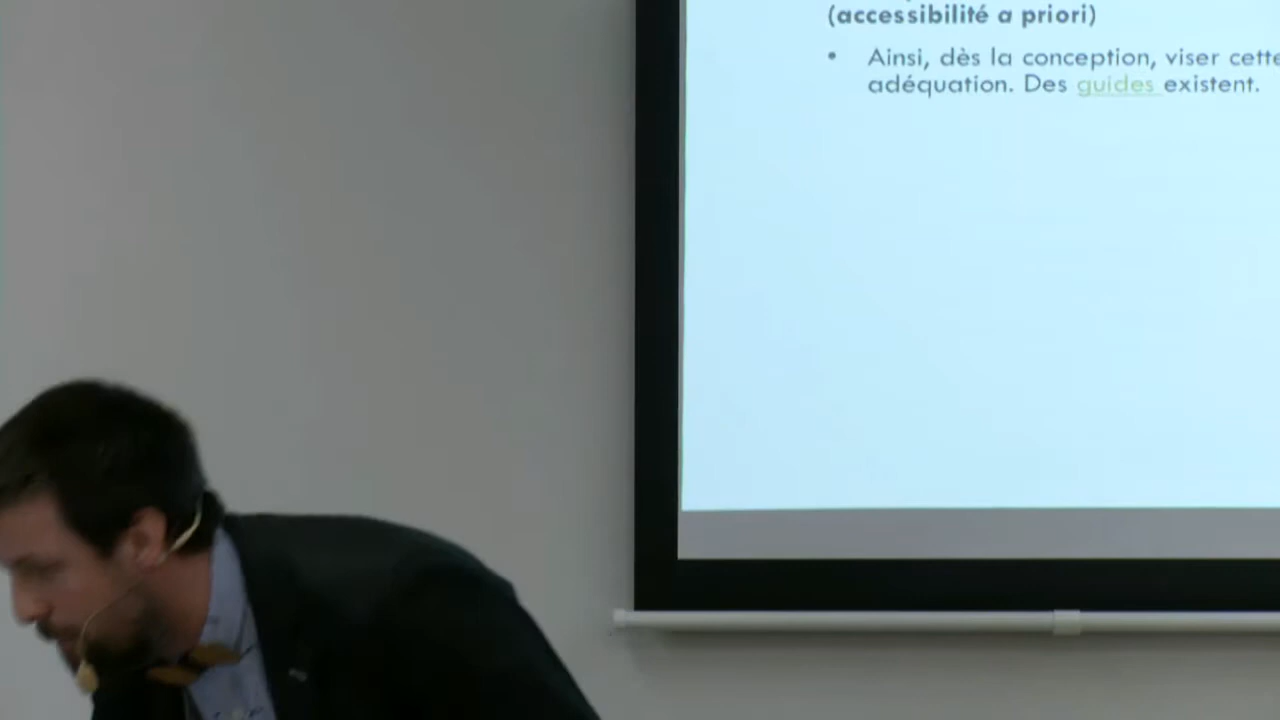 (accessibilité a priori)
• Ainsi, dès la conception, viser cette
adéquation. Des guides existent.